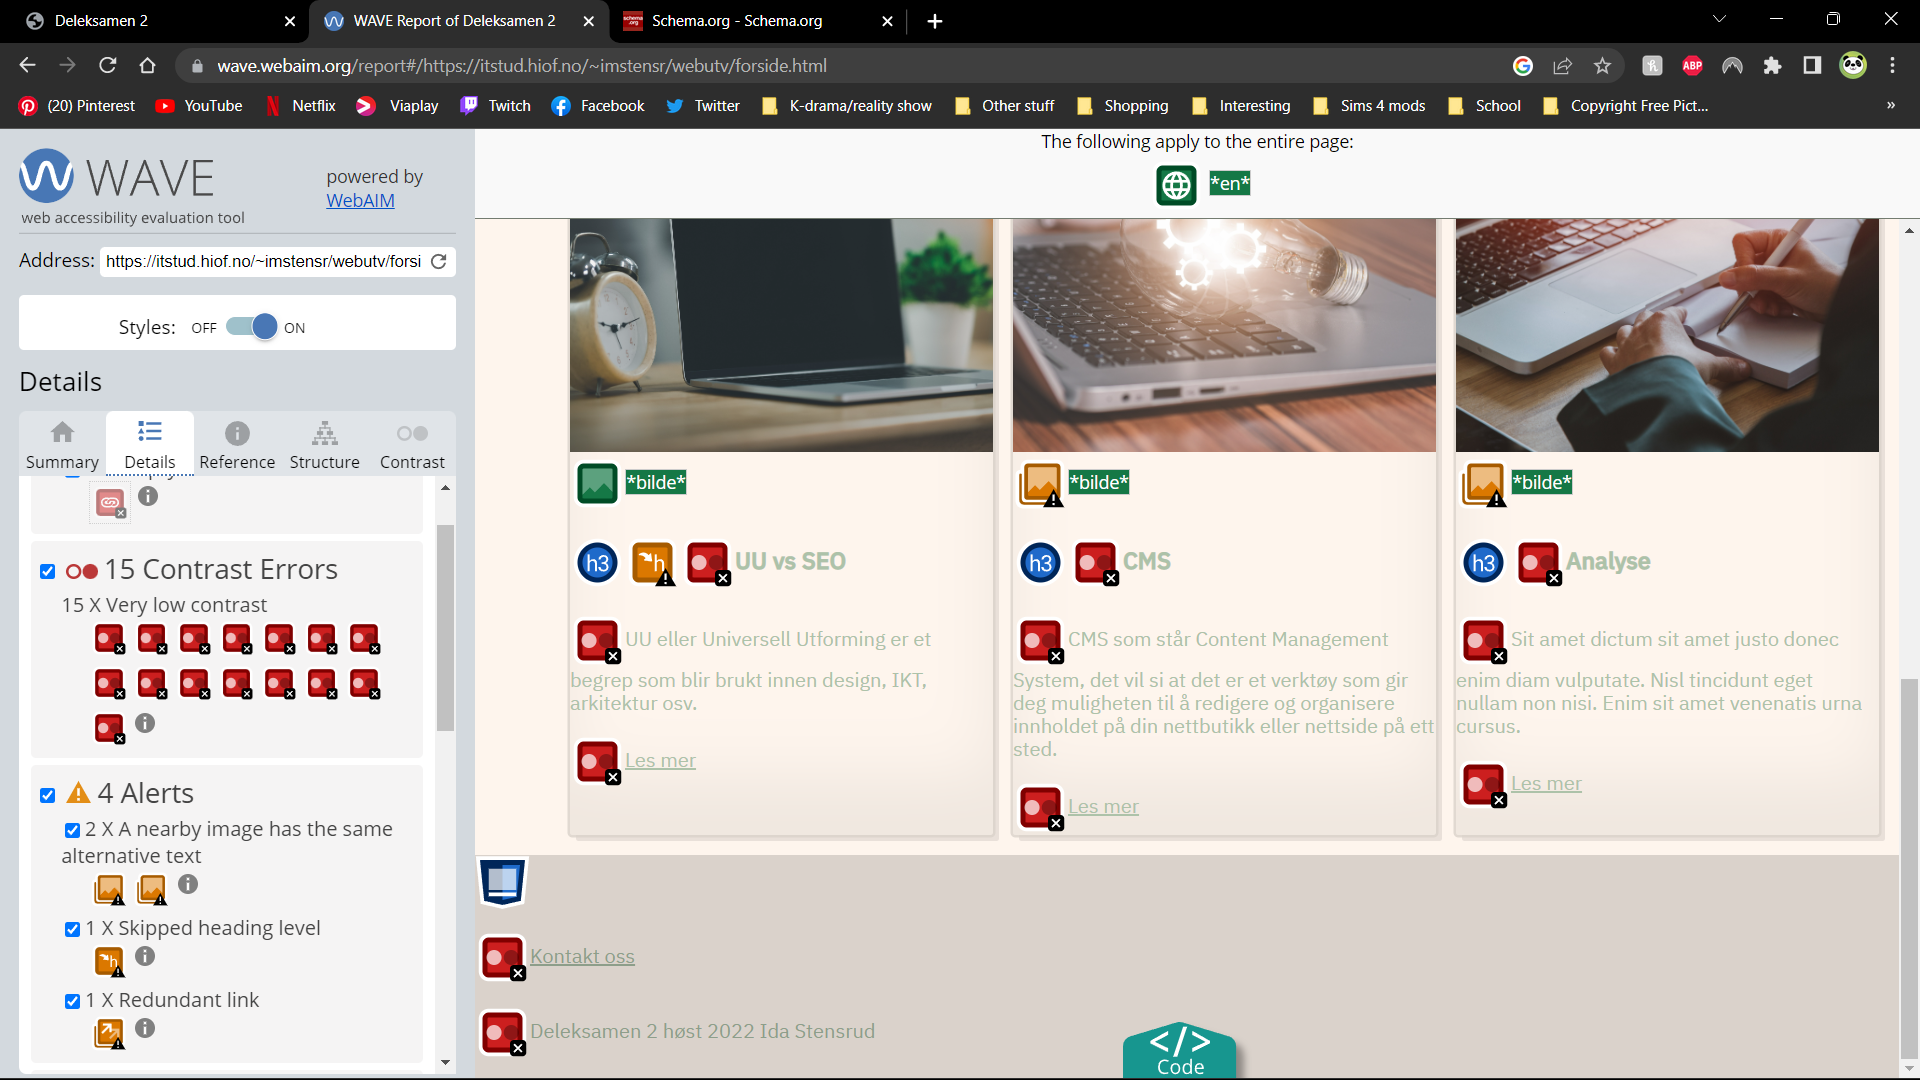 Deleksamen 2
WAVE Report of Deleksamen 2
Schema.org - Schema.org
wave.webaim.org/report#/https://itstud.hiof.no/~imstensr/webutv/forside.html
ABP
(20) Pinterest
YouTube
Netflix
Viaplay
Twitch
Facebook
Twitter
K-drama/reality show
Other stuff
Shopping
Interesting
Sims 4 mods
School
Copyright Free Pict...
»
WAVE
powered by
WebAIM
web accessibility evaluation tool
Address:
https://itstud.hiof.no/~imstensr/webutv/forsi
Styles: OFF ON
Details
Summary
Details
Reference
Structure
Contrast
15 Contrast Errors
15 X Very low contrast
4 Alerts
2 X A nearby image has the same
alternative text
1 X Skipped heading level
1 X Redundant link
The following apply to the entire page:
*en*
*bilde*
h3 h UU vs SEO
UU eller Universell Utforming er et
begrep som blir brukt innen design, IKT,
arkitektur osv.
Les mer
*bilde*
h3 CMS
CMS som står Content Management
System, det vil si at det er et verktøy som gir
deg muligheten til å redigere og organisere
innholdet på din nettbutikk eller nettside på ett
sted.
Les mer
*bilde*
h3 Analyse
Sit amet dictum sit amet justo donec
enim diam vulputate. Nisl tincidunt eget
nullam non nisi. Enim sit amet venenatis urna
cursus.
Les mer
Kontakt oss
Deleksamen 2 høst 2022 Ida Stensrud
</>
Code